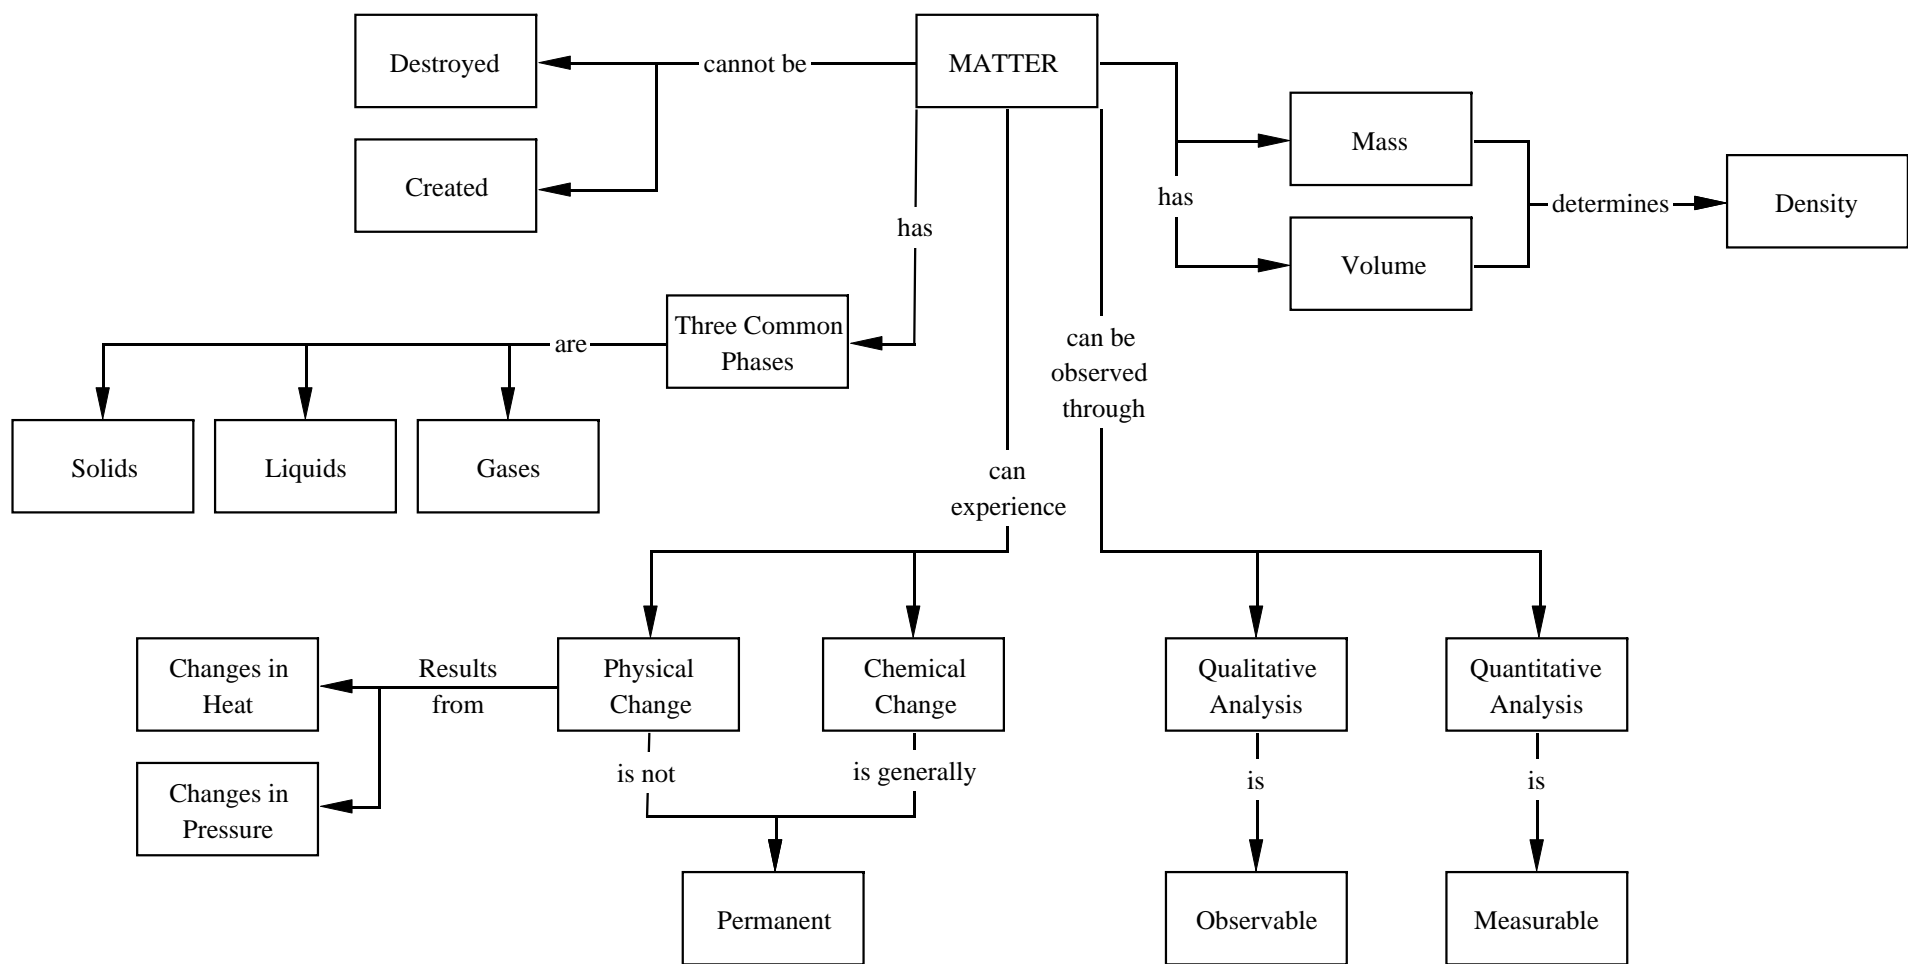 Destroyed
cannot be
MATTER
Created
has
Mass
Volume
determines
Density
has
Three Common
Phases
are
Solids
Liquids
Gases
can be
observed
through
can
experience
Changes in
Heat
Results
from
Physical
Change
Chemical
Change
Qualitative
Analysis
Quantitative
Analysis
Changes in
Pressure
is not
is generally
is
is
Permanent
Observable
Measurable